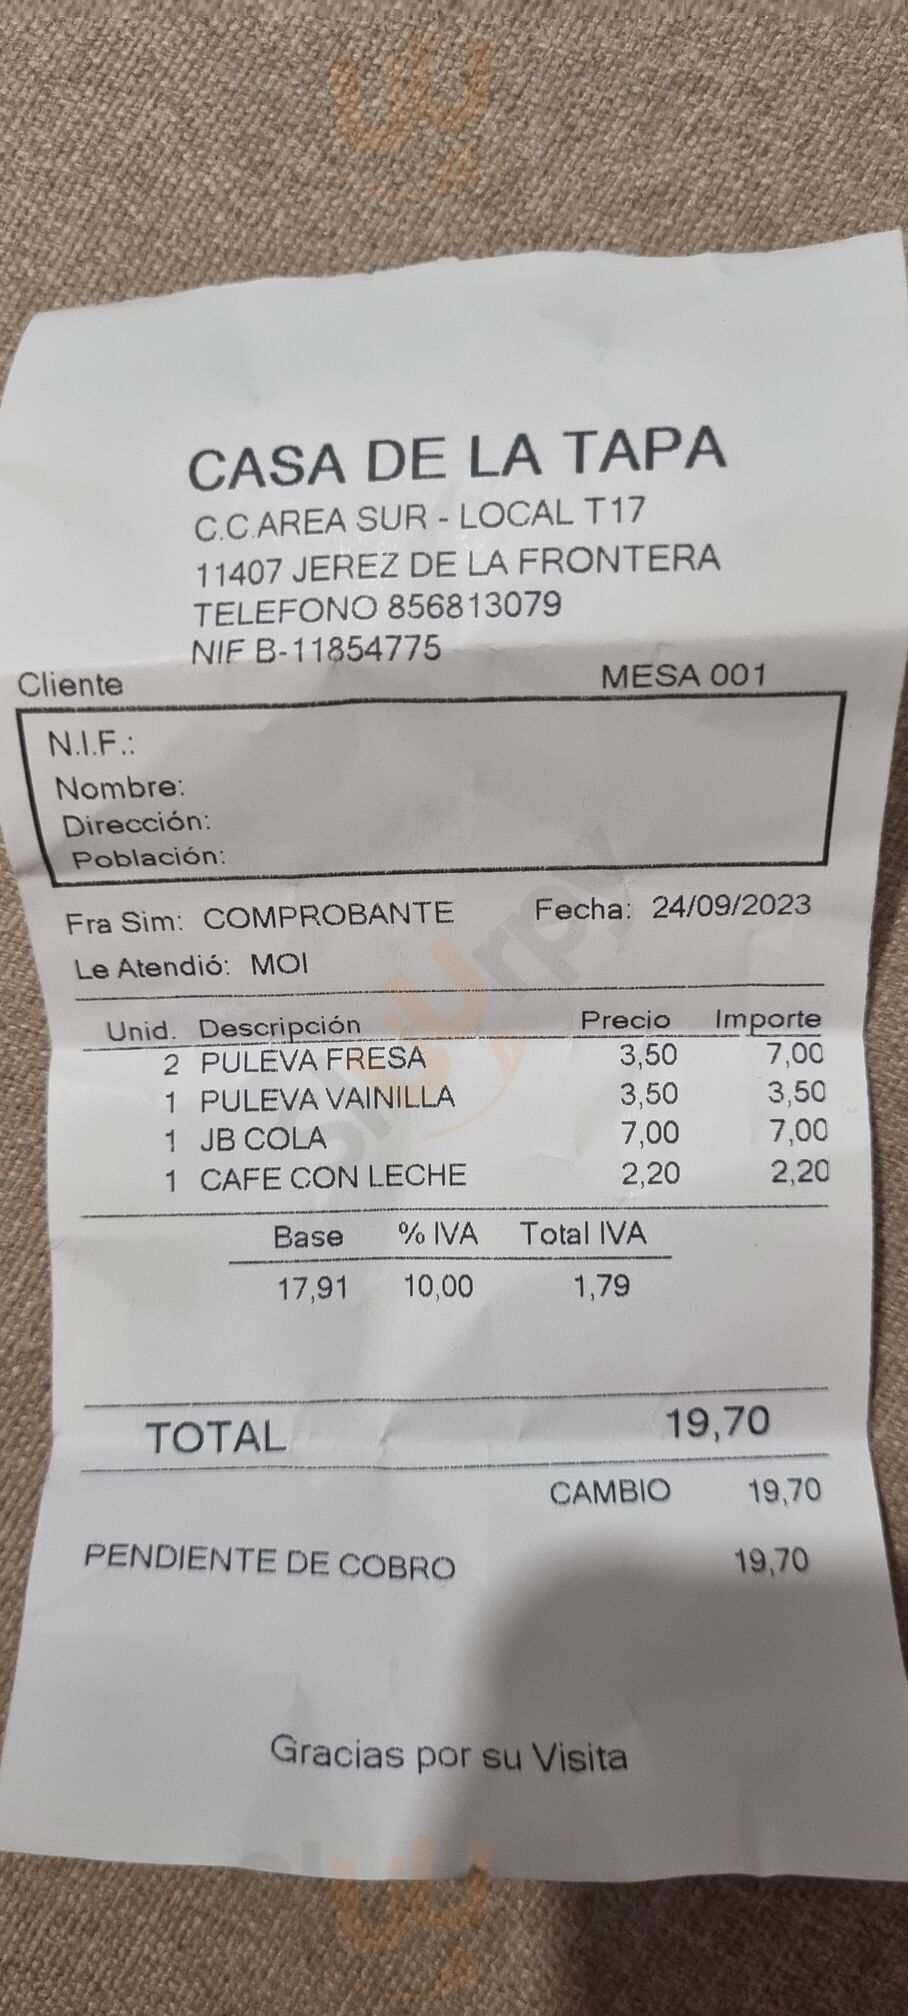 CASA DE LA TAPA
C.C.AREA SUR - LOCAL T17
11407 JEREZ DE LA FRONTERA
TELEFONO 856813079
NIF B-11854775
Cliente MESA 001
N.I.F.:
Nombre:
Dirección:
Población:
Fra Sim: COMPROBANTE Fecha: 24/09/2023
Le Atendió: MOI
Unid. Descripción Precio Importe
2 PULEVA FRESA 3,50 7,00
1 PULEVA VAINILLA 3,50 3,50
1 JB COLA 7,00 7,00
1 CAFE CON LECHE 2,20 2,20
Base % IVA Total IVA
17,91 10,00 1,79
TOTAL 19,70
CAMBIO 19,70
PENDIENTE DE COBRO 19,70
Gracias por su Visita